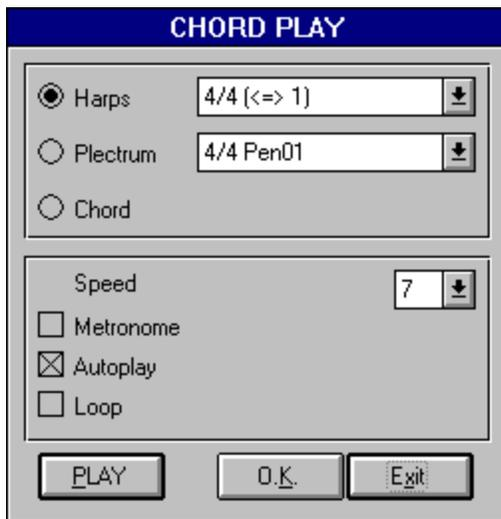 CHORD PLAY
Harps 4/4 (<=> 1)
Plectrum 4/4 Pen01
Chord
Speed 7
Metronome
Autoplay
Loop
PLAY O.K. Exit